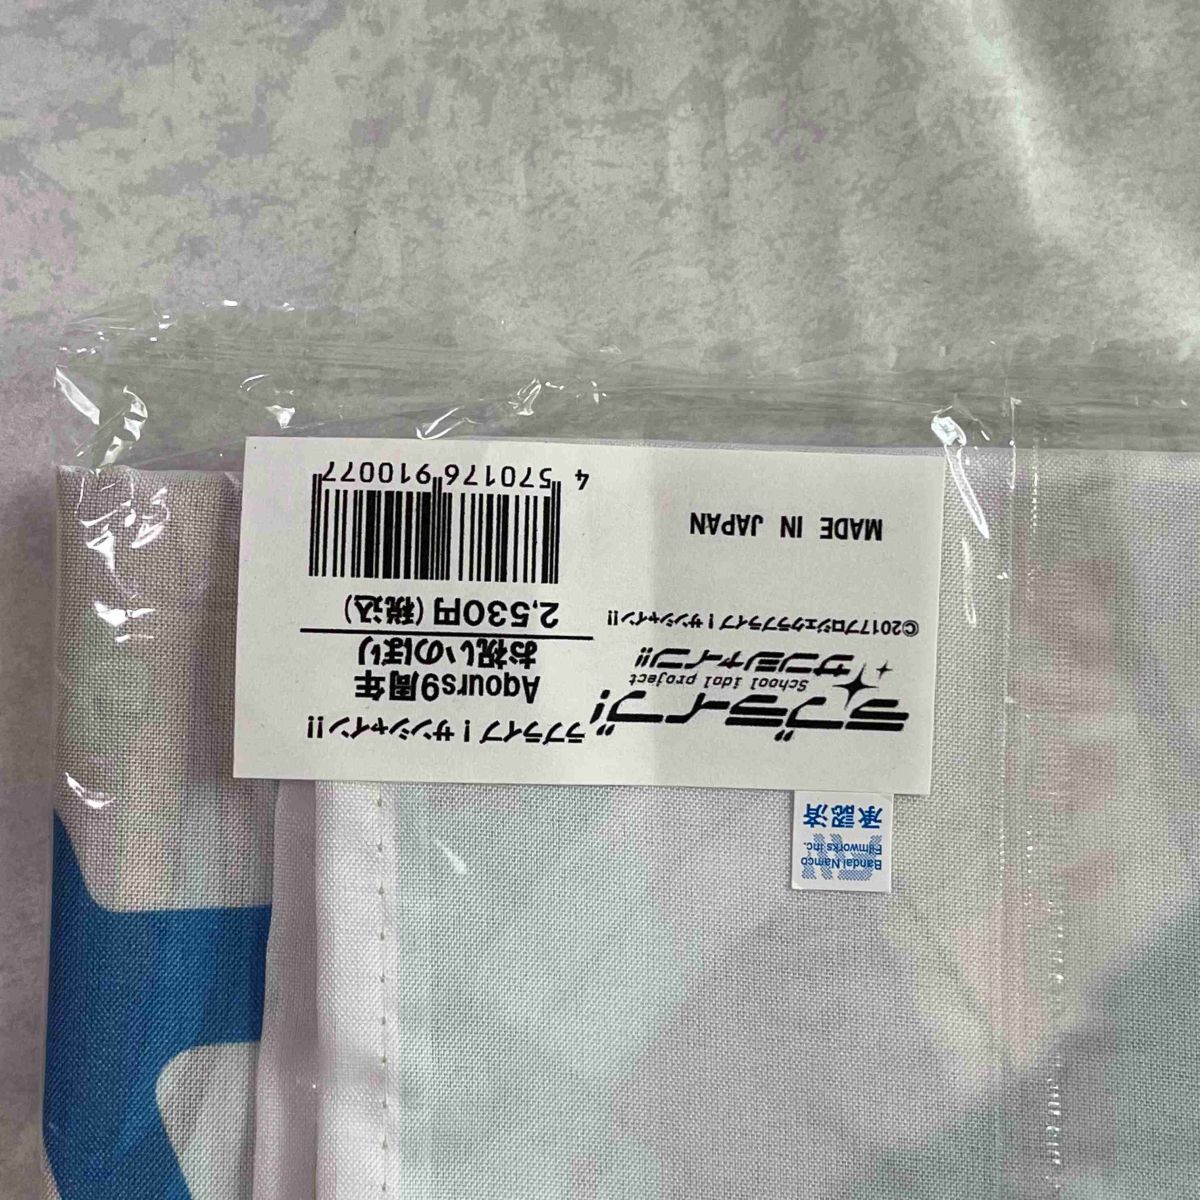 ラブライブ!
School idol project
サンシャイン!!
©2017プロジェクトラブライブ!サンシャイン!!
MADE IN JAPAN
ラブライブ!サンシャイン!!
Aqours9周年
お祝いのぼり
2,530円(税込)
4 570176 910077
Bandai Namco
Filmworks Inc.
承認済